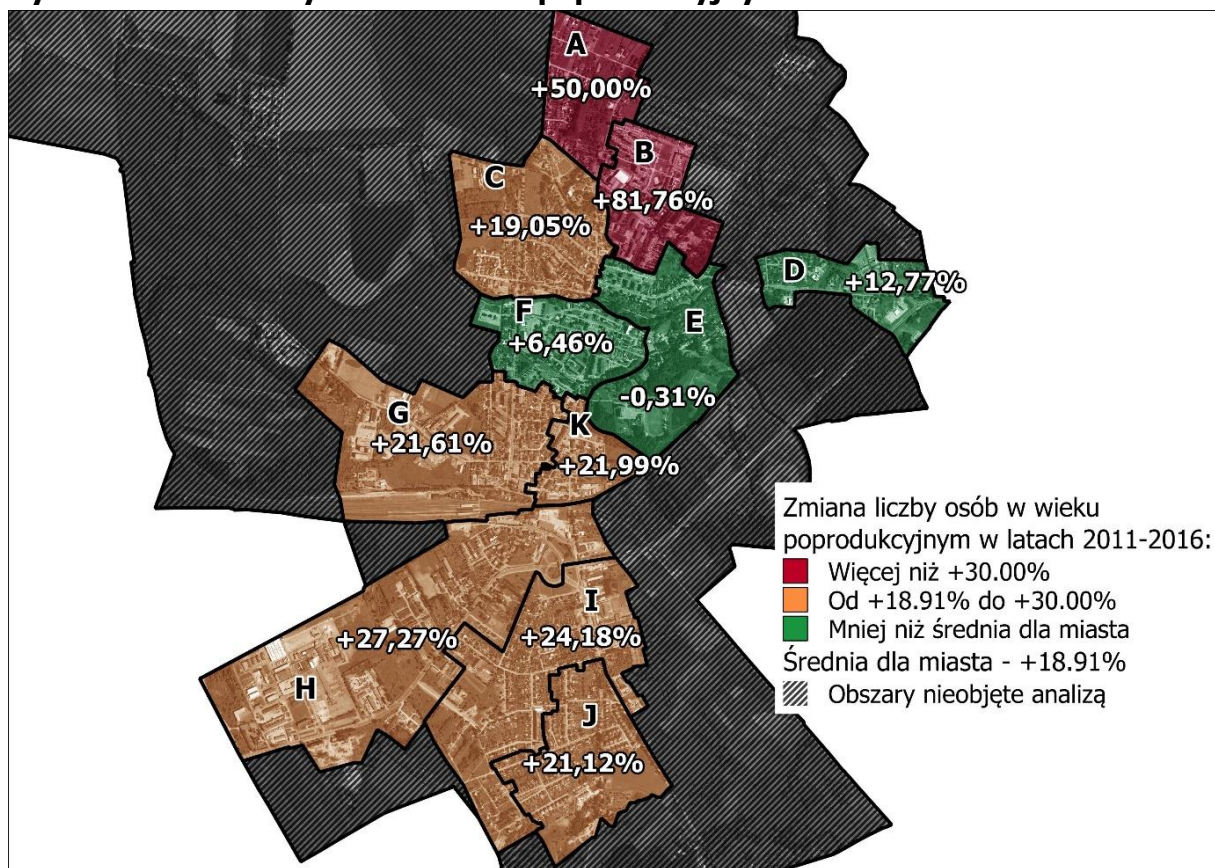 A
+50,00%
B
+81,76%
C
+19,05%
D
+12,77%
E
-0,31%
F
+6,46%
G
+21,61%
K
+21,99%
H
+27,27%
I
+24,18%
J
+21,12%
Zmiana liczby osób w wieku
poprodukcyjnym w latach 2011-2016:
Więcej niż +30.00%
Od +18.91% do +30.00%
Mniej niż średnia dla miasta
Średnia dla miasta - +18.91%
Obszary nieobjęte analizą